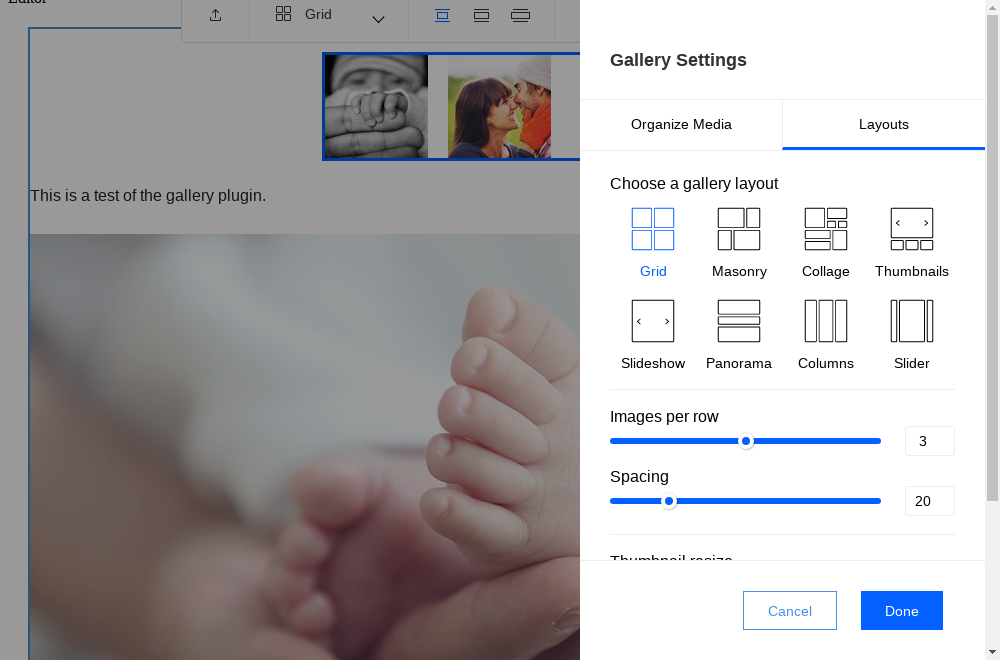 Editor
Grid
Gallery Settings
Organize Media
Layouts
This is a test of the gallery plugin.
Choose a gallery layout
Grid
Masonry
Collage
Thumbnails
Slideshow
Panorama
Columns
Slider
Images per row
3
Spacing
20
Thumbnail resize
Cancel
Done